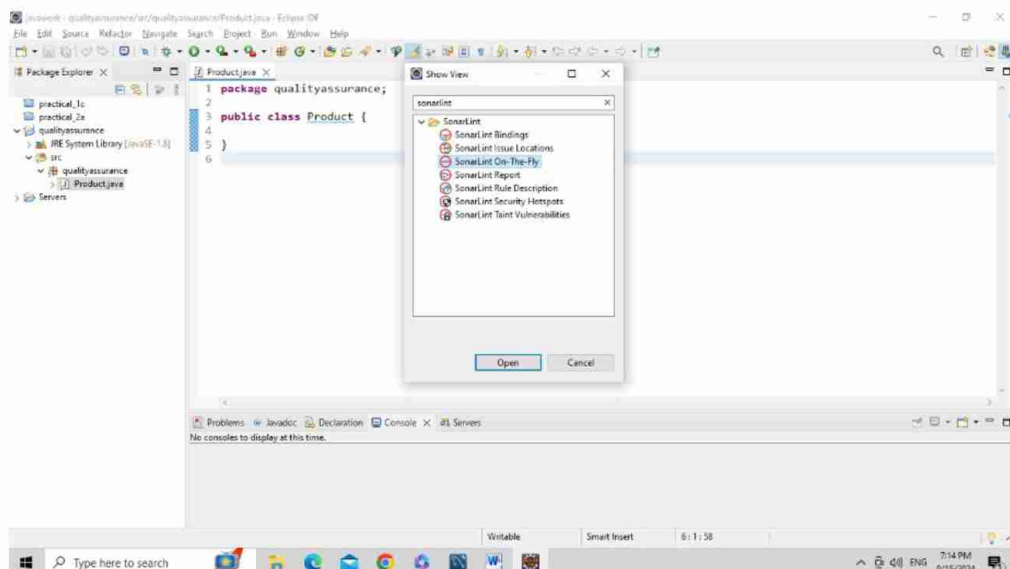 javawork - qualityassurance/src/qualityassurance/Product.java - Eclipse IDE
File Edit Source Refactor Navigate Search Project Run Window Help
Package Explorer
practical_1c
practical_2a
qualityassurance
JRE System Library [JavaSE-1.8]
src
qualityassurance
Product.java
Servers
Product.java
1 package qualityassurance;
2
3 public class Product {
4
5 }
6
Show View
sonarlint
SonarLint
SonarLint Bindings
SonarLint Issue Locations
SonarLint On-The-Fly
SonarLint Report
SonarLint Rule Description
SonarLint Security Hotspots
SonarLint Taint Vulnerabilities
Open Cancel
Problems Javadoc Declaration Console Servers
No consoles to display at this time.
Writable Smart Insert 6 : 1 : 58
Type here to search
ENG 7:14 PM
9/15/2024